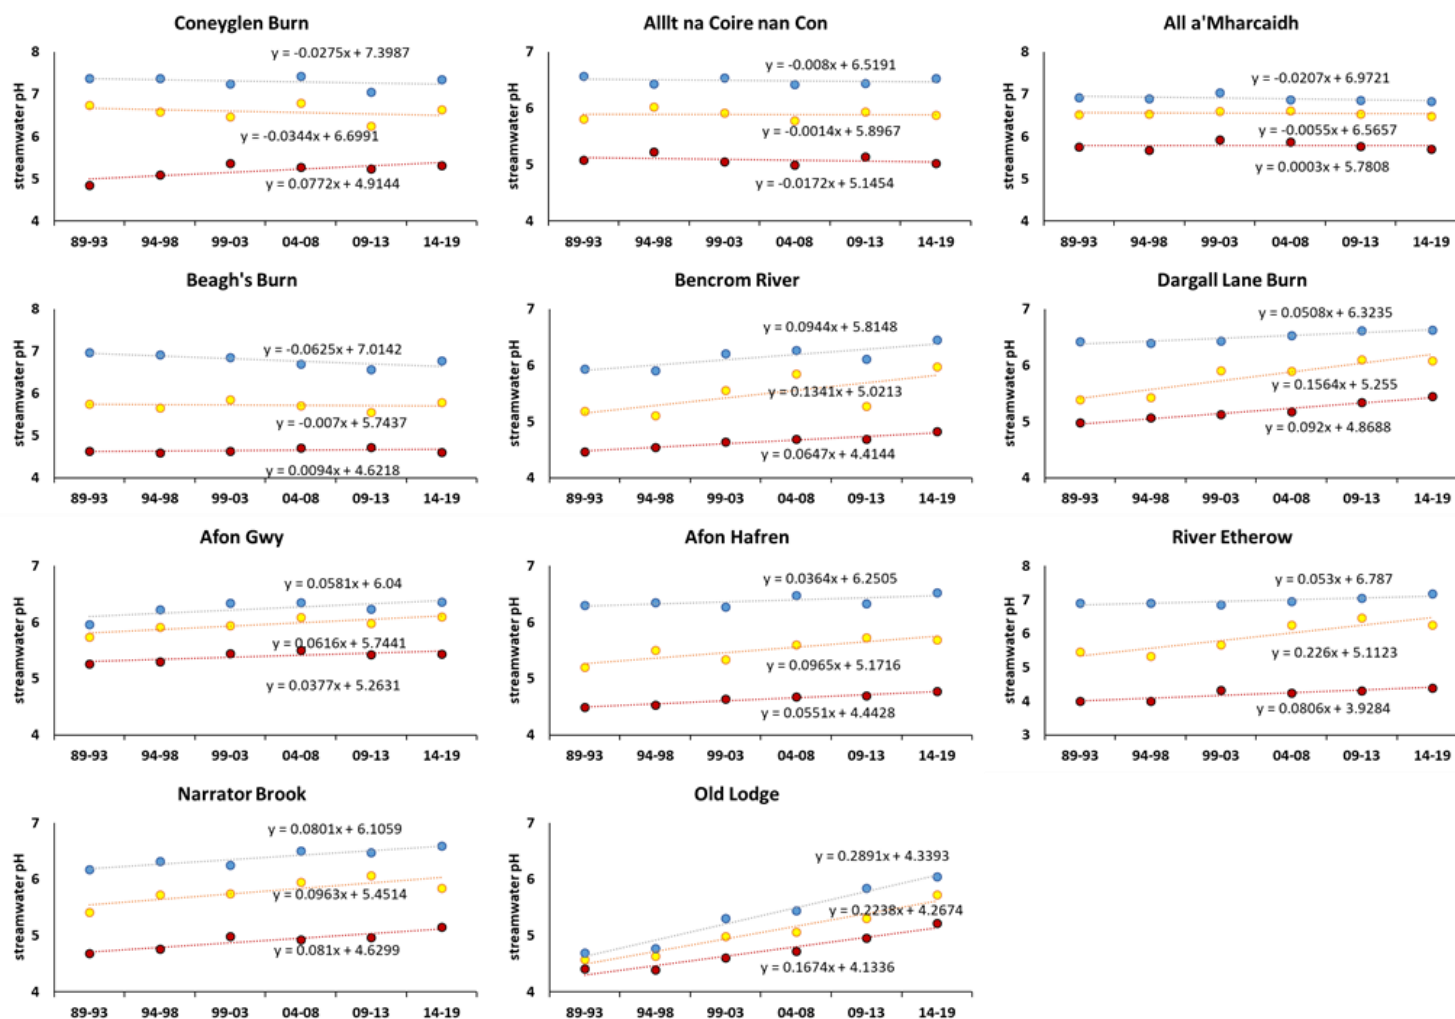 Coneyglen Burn
streamwater pH
8
7
6
5
4
y = -0.0275x + 7.3987
y = -0.0344x + 6.6991
y = 0.0772x + 4.9144
89-93 94-98 99-03 04-08 09-13 14-19
Alllt na Coire nan Con
streamwater pH
7
6
5
4
y = -0.008x + 6.5191
y = -0.0014x + 5.8967
y = -0.0172x + 5.1454
89-93 94-98 99-03 04-08 09-13 14-19
All a'Mharcaidh
streamwater pH
8
7
6
5
4
y = -0.0207x + 6.9721
y = -0.0055x + 6.5657
y = 0.0003x + 5.7808
89-93 94-98 99-03 04-08 09-13 14-19
Beagh's Burn
streamwater pH
8
7
6
5
4
y = -0.0625x + 7.0142
y = -0.007x + 5.7437
y = 0.0094x + 4.6218
89-93 94-98 99-03 04-08 09-13 14-19
Bencrom River
streamwater pH
7
6
5
4
y = 0.0944x + 5.8148
y = 0.1341x + 5.0213
y = 0.0647x + 4.4144
89-93 94-98 99-03 04-08 09-13 14-19
Dargall Lane Burn
streamwater pH
7
6
5
4
y = 0.0508x + 6.3235
y = 0.1564x + 5.255
y = 0.092x + 4.8688
89-93 94-98 99-03 04-08 09-13 14-19
Afon Gwy
streamwater pH
7
6
5
4
y = 0.0581x + 6.04
y = 0.0616x + 5.7441
y = 0.0377x + 5.2631
89-93 94-98 99-03 04-08 09-13 14-19
Afon Hafren
streamwater pH
7
6
5
4
y = 0.0364x + 6.2505
y = 0.0965x + 5.1716
y = 0.0551x + 4.4428
89-93 94-98 99-03 04-08 09-13 14-19
River Etherow
streamwater pH
8
7
6
5
4
3
y = 0.053x + 6.787
y = 0.226x + 5.1123
y = 0.0806x + 3.9284
89-93 94-98 99-03 04-08 09-13 14-19
Narrator Brook
streamwater pH
7
6
5
4
y = 0.0801x + 6.1059
y = 0.0963x + 5.4514
y = 0.081x + 4.6299
89-93 94-98 99-03 04-08 09-13 14-19
Old Lodge
streamwater pH
7
6
5
4
y = 0.2891x + 4.3393
y = 0.2238x + 4.2674
y = 0.1674x + 4.1336
89-93 94-98 99-03 04-08 09-13 14-19